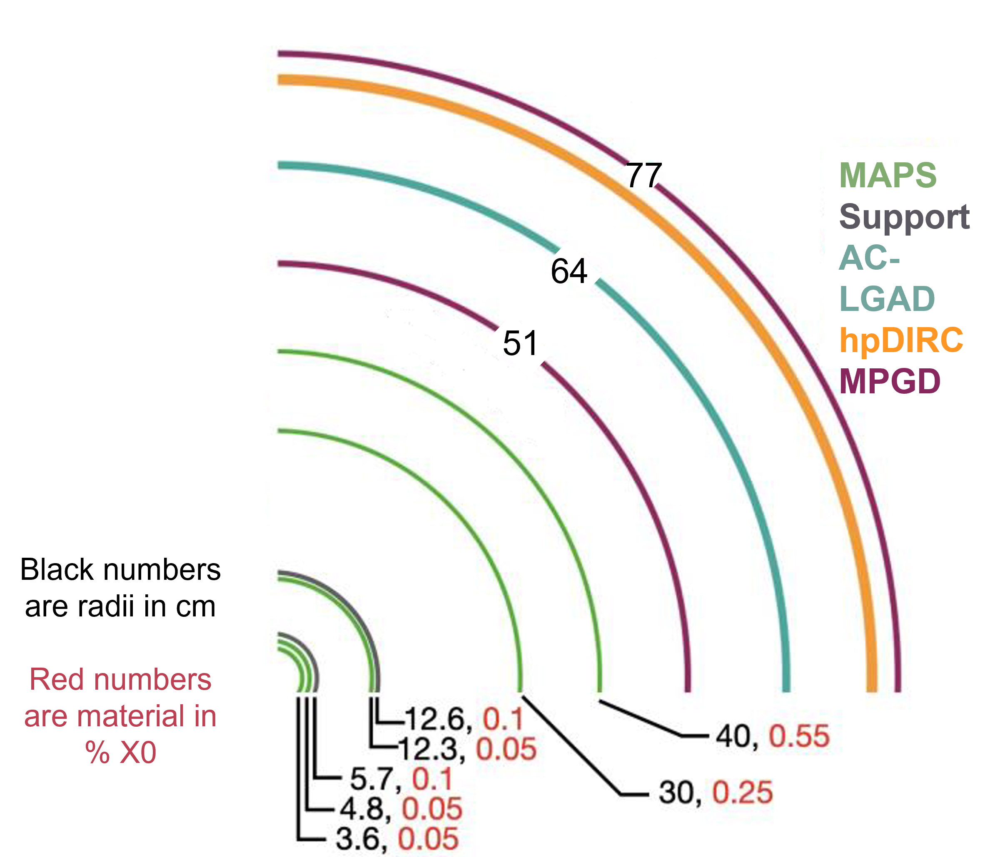 77
64
51
MAPS
Support
AC-
LGAD
hpDIRC
MPGD
Black numbers
are radii in cm
Red numbers
are material in
% X0
12.6, 0.1
12.3, 0.05
5.7, 0.1
4.8, 0.05
3.6, 0.05
40, 0.55
30, 0.25